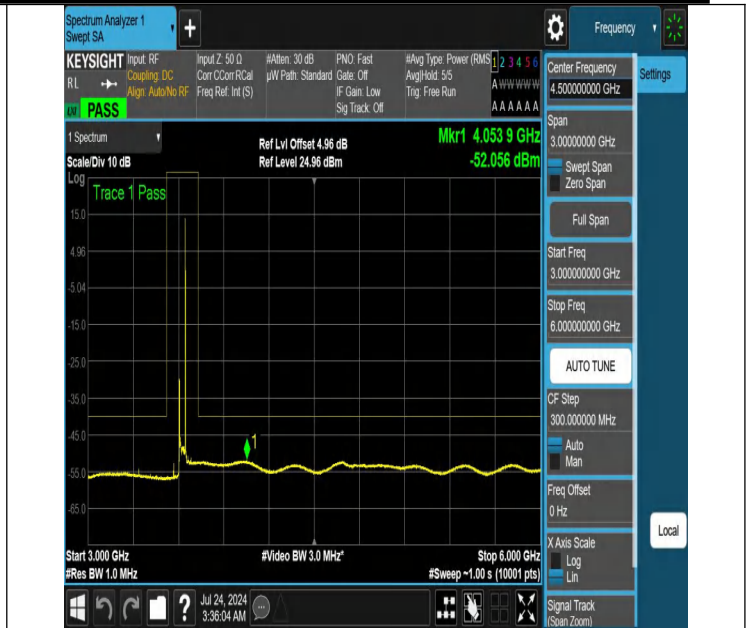 Spectrum Analyzer 1
Swept SA
+
Frequency
KEYSIGHT
RL
PASS
Input: RF
Coupling: DC
Align: Auto/No RF
Input Z: 50 Ω
Corr CCorr RCal
Freq Ref: Int (S)
#Atten: 30 dB
µW Path: Standard
PNO: Fast
Gate: Off
IF Gain: Low
Sig Track: Off
#Avg Type: Power (RMS
Avg|Hold: 5/5
Trig: Free Run
1 2 3 4 5 6
A W W W W W
A A A A A A
1 Spectrum
Scale/Div 10 dB
Ref Lvl Offset 4.96 dB
Ref Level 24.96 dBm
Mkr1 4.053 9 GHz
-52.056 dBm
Log
Trace 1 Pass
15.0
4.96
-5.04
-15.0
-25.0
-35.0
-45.0
-55.0
-65.0
1
Start 3.000 GHz
#Res BW 1.0 MHz
#Video BW 3.0 MHz*
Stop 6.000 GHz
#Sweep ~1.00 s (10001 pts)
Center Frequency
4.500000000 GHz
Settings
Span
3.00000000 GHz
Swept Span
Zero Span
Full Span
Start Freq
3.000000000 GHz
Stop Freq
6.000000000 GHz
AUTO TUNE
CF Step
300.000000 MHz
Auto
Man
Freq Offset
0 Hz
X Axis Scale
Log
Lin
Signal Track
(Span Zoom)
Local
?
Jul 24, 2024
3:36:04 AM